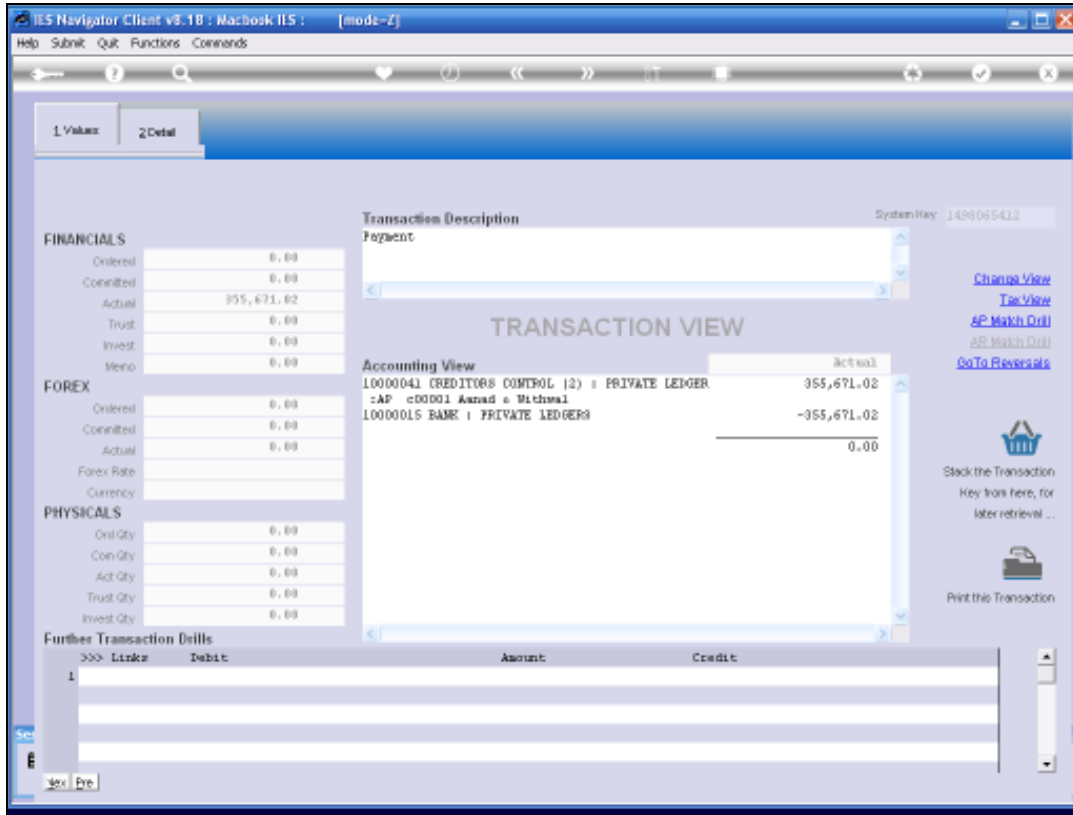 IES Navigator Client v8.18 : Macbook IES : [mode-Z]
Help Submit Quit Functions Commands
1 Values 2 Detail
System Key 1498065412
Transaction Description
Payment
FINANCIALS
Ordered 0.00
Committed 0.00
Actual 355,671.02
Trust 0.00
Invest 0.00
Memo 0.00
Change View
Tax View
AP Match Drill
AR Match Drill
GoTo Reversals
TRANSACTION VIEW
Accounting View Actual
10000041 CREDITORS CONTROL (2) : PRIVATE LEDGER 355,671.02
:AP c00001 Aanad & Withwal
10000015 BANK : PRIVATE LEDGERS -355,671.02
0.00
FOREX
Ordered 0.00
Committed 0.00
Actual 0.00
Forex Rate
Currency
PHYSICALS
Ord Qty 0.00
Com Qty 0.00
Act Qty 0.00
Trust Qty 0.00
Invest Qty 0.00
Stack the Transaction
Key from here, for
later retrieval ...
Print this Transaction
Further Transaction Drills
>>> Links Debit Amount Credit
1
Nex Pre